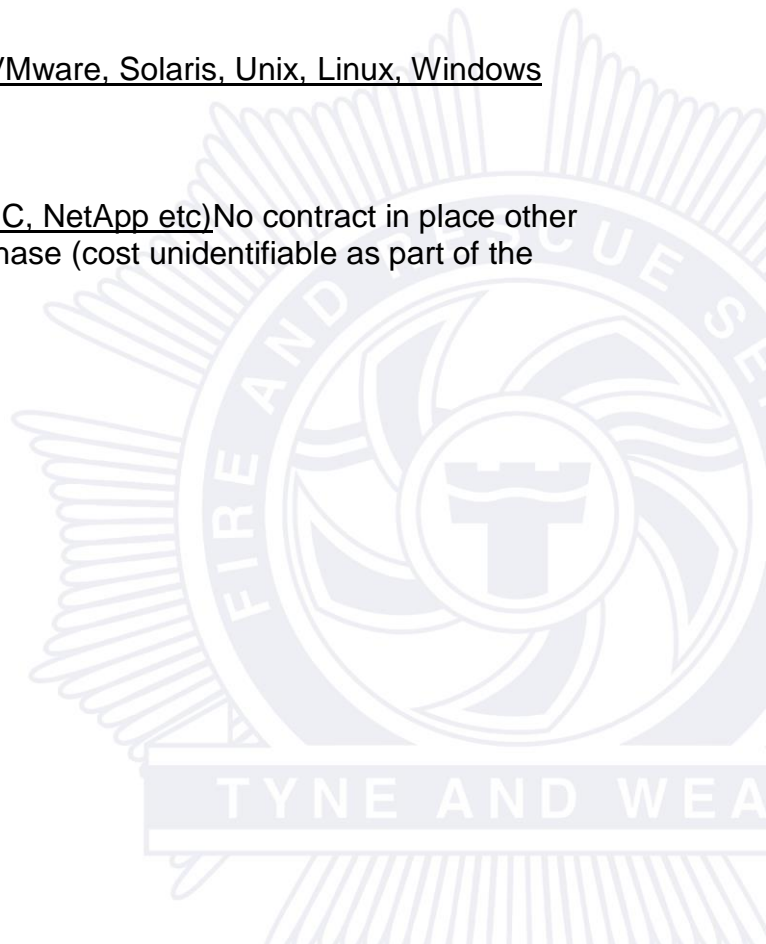 VMware, Solaris, Unix, Linux, Windows
C, NetApp etc)No contract in place other
hase (cost unidentifiable as part of the
FIRE AND RESCUE SE
TYNE AND WEA